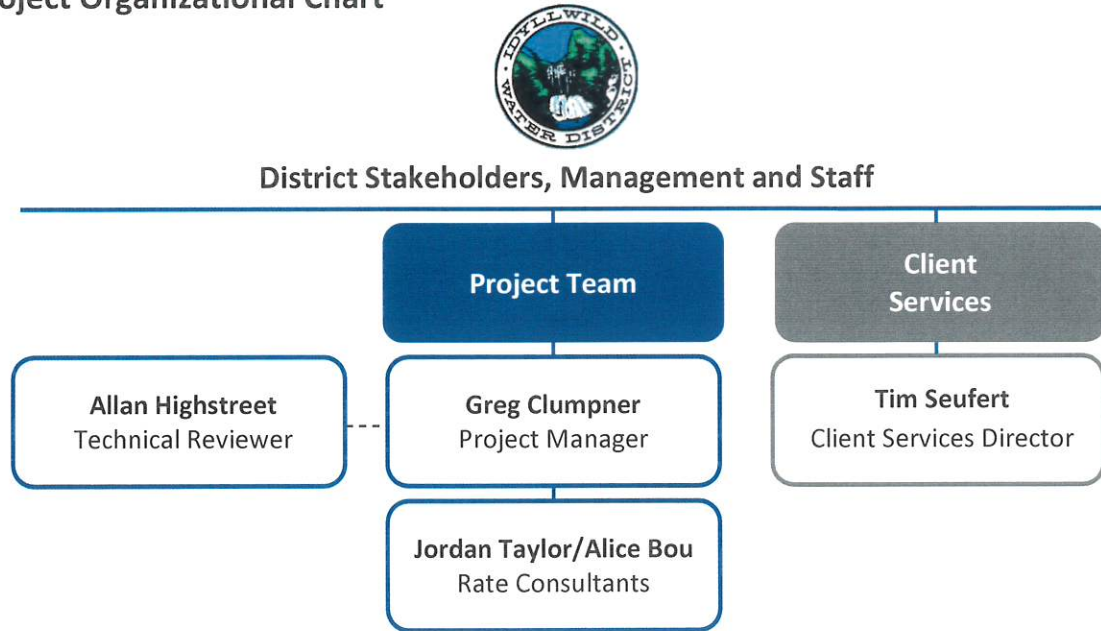 oject Organizational Chart
IDYLLWILD
WATER DISTRICT
District Stakeholders, Management and Staff
Project Team
Client
Services
Allan Highstreet
Technical Reviewer
Greg Clumpner
Project Manager
Tim Seufert
Client Services Director
Jordan Taylor/Alice Bou
Rate Consultants